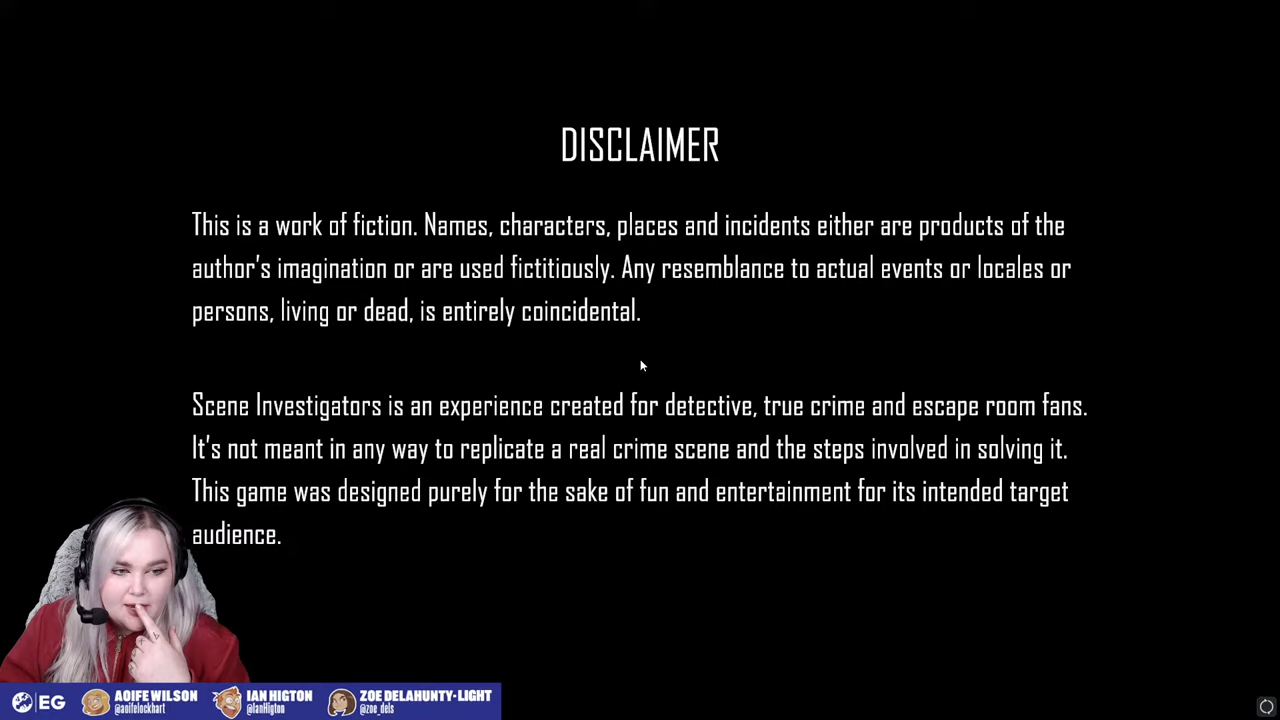 DISCLAIMER
This is a work of fiction. Names, characters, places and incidents either are products of the
author's imagination or are used fictitiously. Any resemblance to actual events or locales or
persons, living or dead, is entirely coincidental.
Scene Investigators is an experience created for detective, true crime and escape room fans.
It's not meant in any way to replicate a real crime scene and the steps involved in solving it.
This game was designed purely for the sake of fun and entertainment for its intended target
audience.
EG AOIFE WILSON IAN HIGTON ZOE DELAHUNTY-LIGHT
@aoifelockhart @IanHigton @zoe_dels